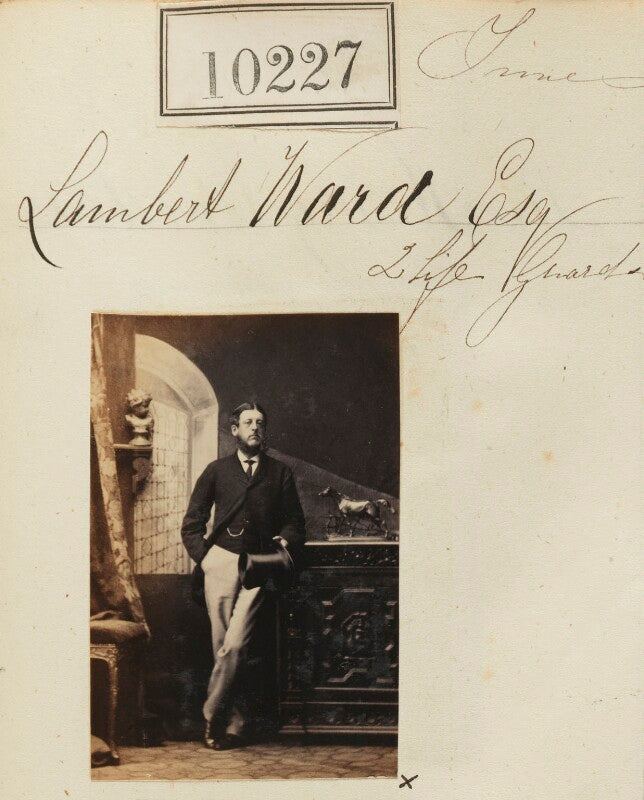 10227
June
Lambert Ward Esq
2 Life Guards
x